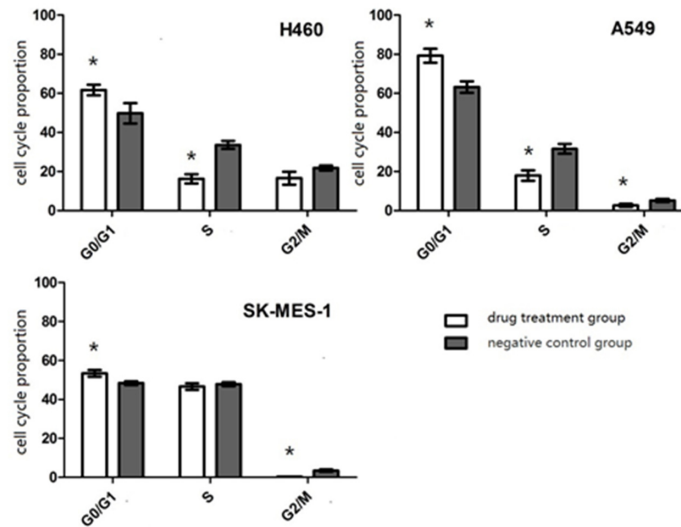 H460
cell cycle proportion
100
80
60
40
20
0
*
*
G0/G1
S
G2/M
A549
cell cycle proportion
100
80
60
40
20
0
*
*
*
G0/G1
S
G2/M
SK-MES-1
cell cycle proportion
100
80
60
40
20
0
*
*
G0/G1
S
G2/M
drug treatment group
negative control group